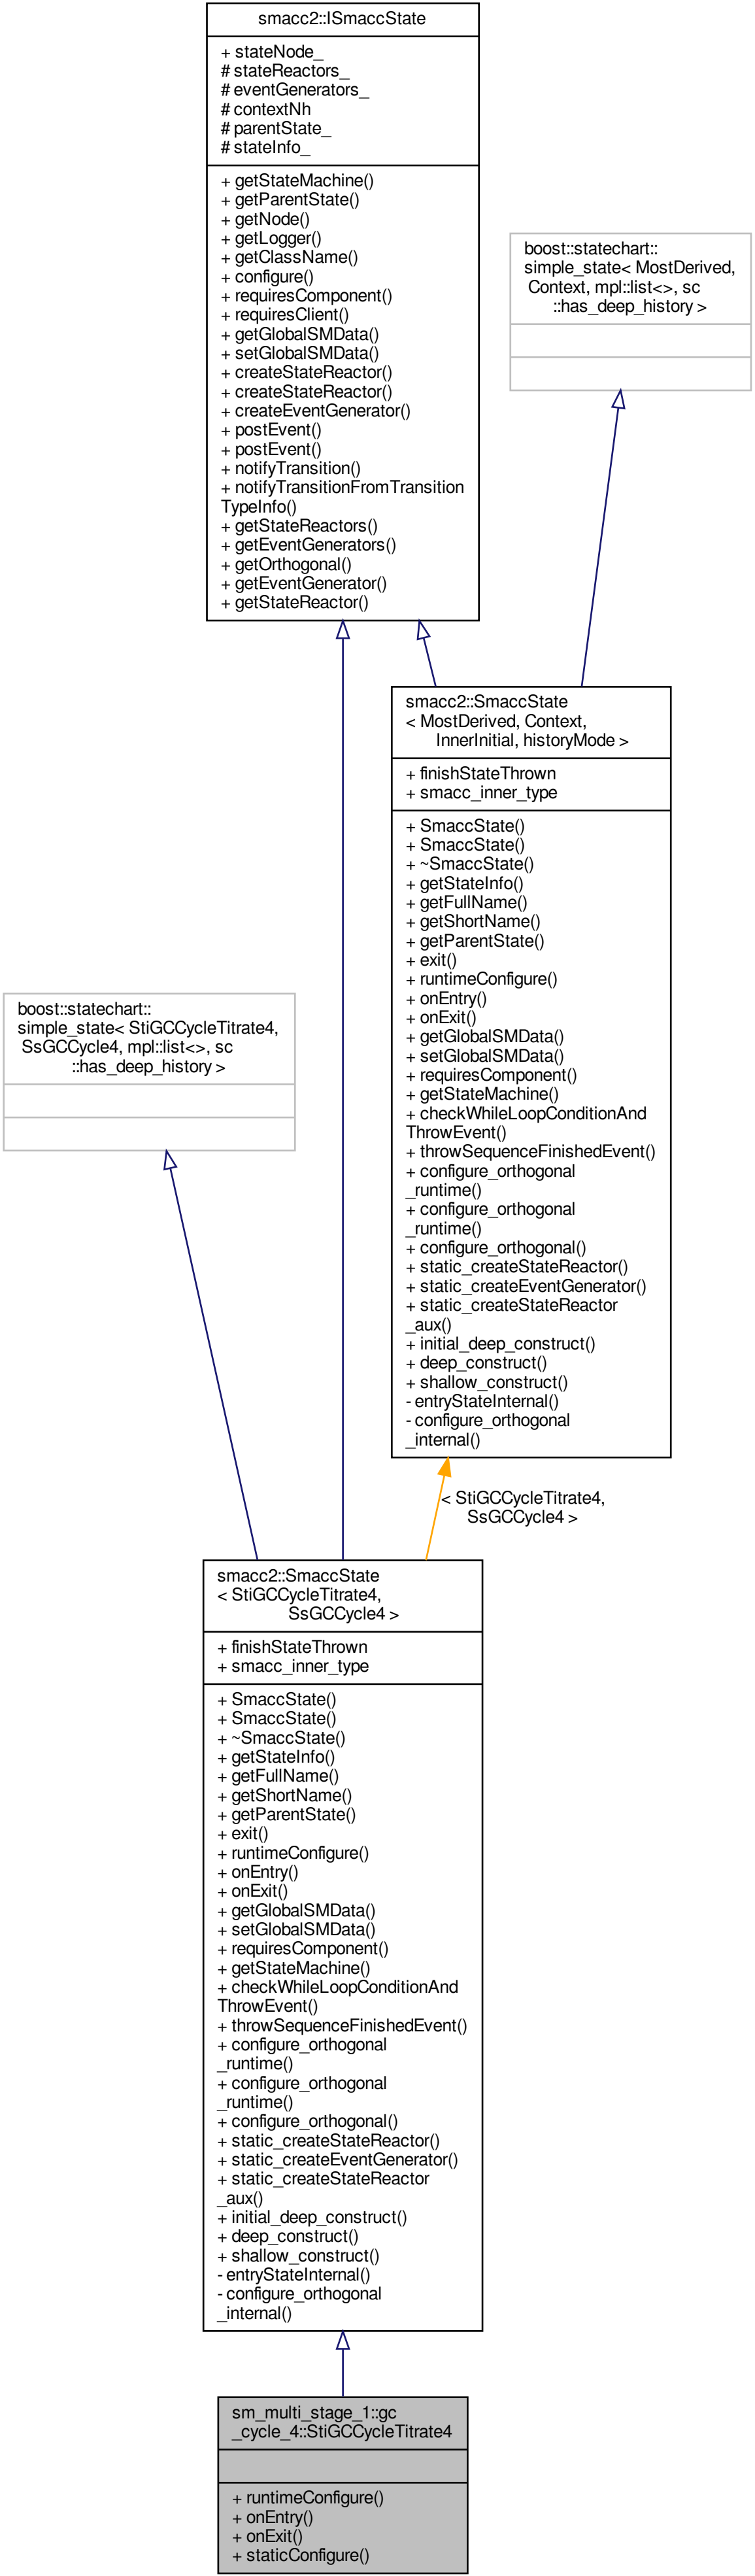 smacc2::ISmaccState
+ stateNode_
# stateReactors_
# eventGenerators_
# contextNh
# parentState_
# stateInfo_
+ getStateMachine()
+ getParentState()
+ getNode()
+ getLogger()
+ getClassName()
+ configure()
+ requiresComponent()
+ requiresClient()
+ getGlobalSMData()
+ setGlobalSMData()
+ createStateReactor()
+ createStateReactor()
+ createEventGenerator()
+ postEvent()
+ postEvent()
+ notifyTransition()
+ notifyTransitionFromTransition
TypeInfo()
+ getStateReactors()
+ getEventGenerators()
+ getOrthogonal()
+ getEventGenerator()
+ getStateReactor()
boost::statechart::
simple_state< MostDerived,
Context, mpl::list<>, sc
::has_deep_history >
smacc2::SmaccState
< MostDerived, Context,
InnerInitial, historyMode >
+ finishStateThrown
+ smacc_inner_type
+ SmaccState()
+ SmaccState()
+ ~SmaccState()
+ getStateInfo()
+ getFullName()
+ getShortName()
+ getParentState()
+ exit()
+ runtimeConfigure()
+ onEntry()
+ onExit()
+ getGlobalSMData()
+ setGlobalSMData()
+ requiresComponent()
+ getStateMachine()
+ checkWhileLoopConditionAnd
ThrowEvent()
+ throwSequenceFinishedEvent()
+ configure_orthogonal
_runtime()
+ configure_orthogonal
_runtime()
+ configure_orthogonal()
+ static_createStateReactor()
+ static_createEventGenerator()
+ static_createStateReactor
_aux()
+ initial_deep_construct()
+ deep_construct()
+ shallow_construct()
- entryStateInternal()
- configure_orthogonal
_internal()
boost::statechart::
simple_state< StiGCCycleTitrate4,
SsGCCycle4, mpl::list<>, sc
::has_deep_history >
< StiGCCycleTitrate4,
SsGCCycle4 >
smacc2::SmaccState
< StiGCCycleTitrate4,
SsGCCycle4 >
+ finishStateThrown
+ smacc_inner_type
+ SmaccState()
+ SmaccState()
+ ~SmaccState()
+ getStateInfo()
+ getFullName()
+ getShortName()
+ getParentState()
+ exit()
+ runtimeConfigure()
+ onEntry()
+ onExit()
+ getGlobalSMData()
+ setGlobalSMData()
+ requiresComponent()
+ getStateMachine()
+ checkWhileLoopConditionAnd
ThrowEvent()
+ throwSequenceFinishedEvent()
+ configure_orthogonal
_runtime()
+ configure_orthogonal
_runtime()
+ configure_orthogonal()
+ static_createStateReactor()
+ static_createEventGenerator()
+ static_createStateReactor
_aux()
+ initial_deep_construct()
+ deep_construct()
+ shallow_construct()
- entryStateInternal()
- configure_orthogonal
_internal()
sm_multi_stage_1::gc
_cycle_4::StiGCCycleTitrate4
+ runtimeConfigure()
+ onEntry()
+ onExit()
+ staticConfigure()